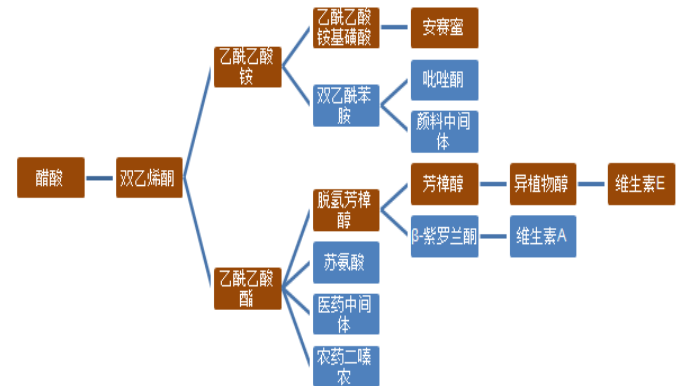 醋酸
双乙烯酮
乙酰乙酸
铵
乙酰乙酸
铵基磺酸
安赛蜜
双乙酰苯
胺
吡唑酮
颜料中间
体
乙酰乙酸
酯
脱氢芳樟
醇
芳樟醇
异植物醇
维生素E
β-紫罗兰酮
维生素A
苏氨酸
医药中间
体
农药二嗪
农